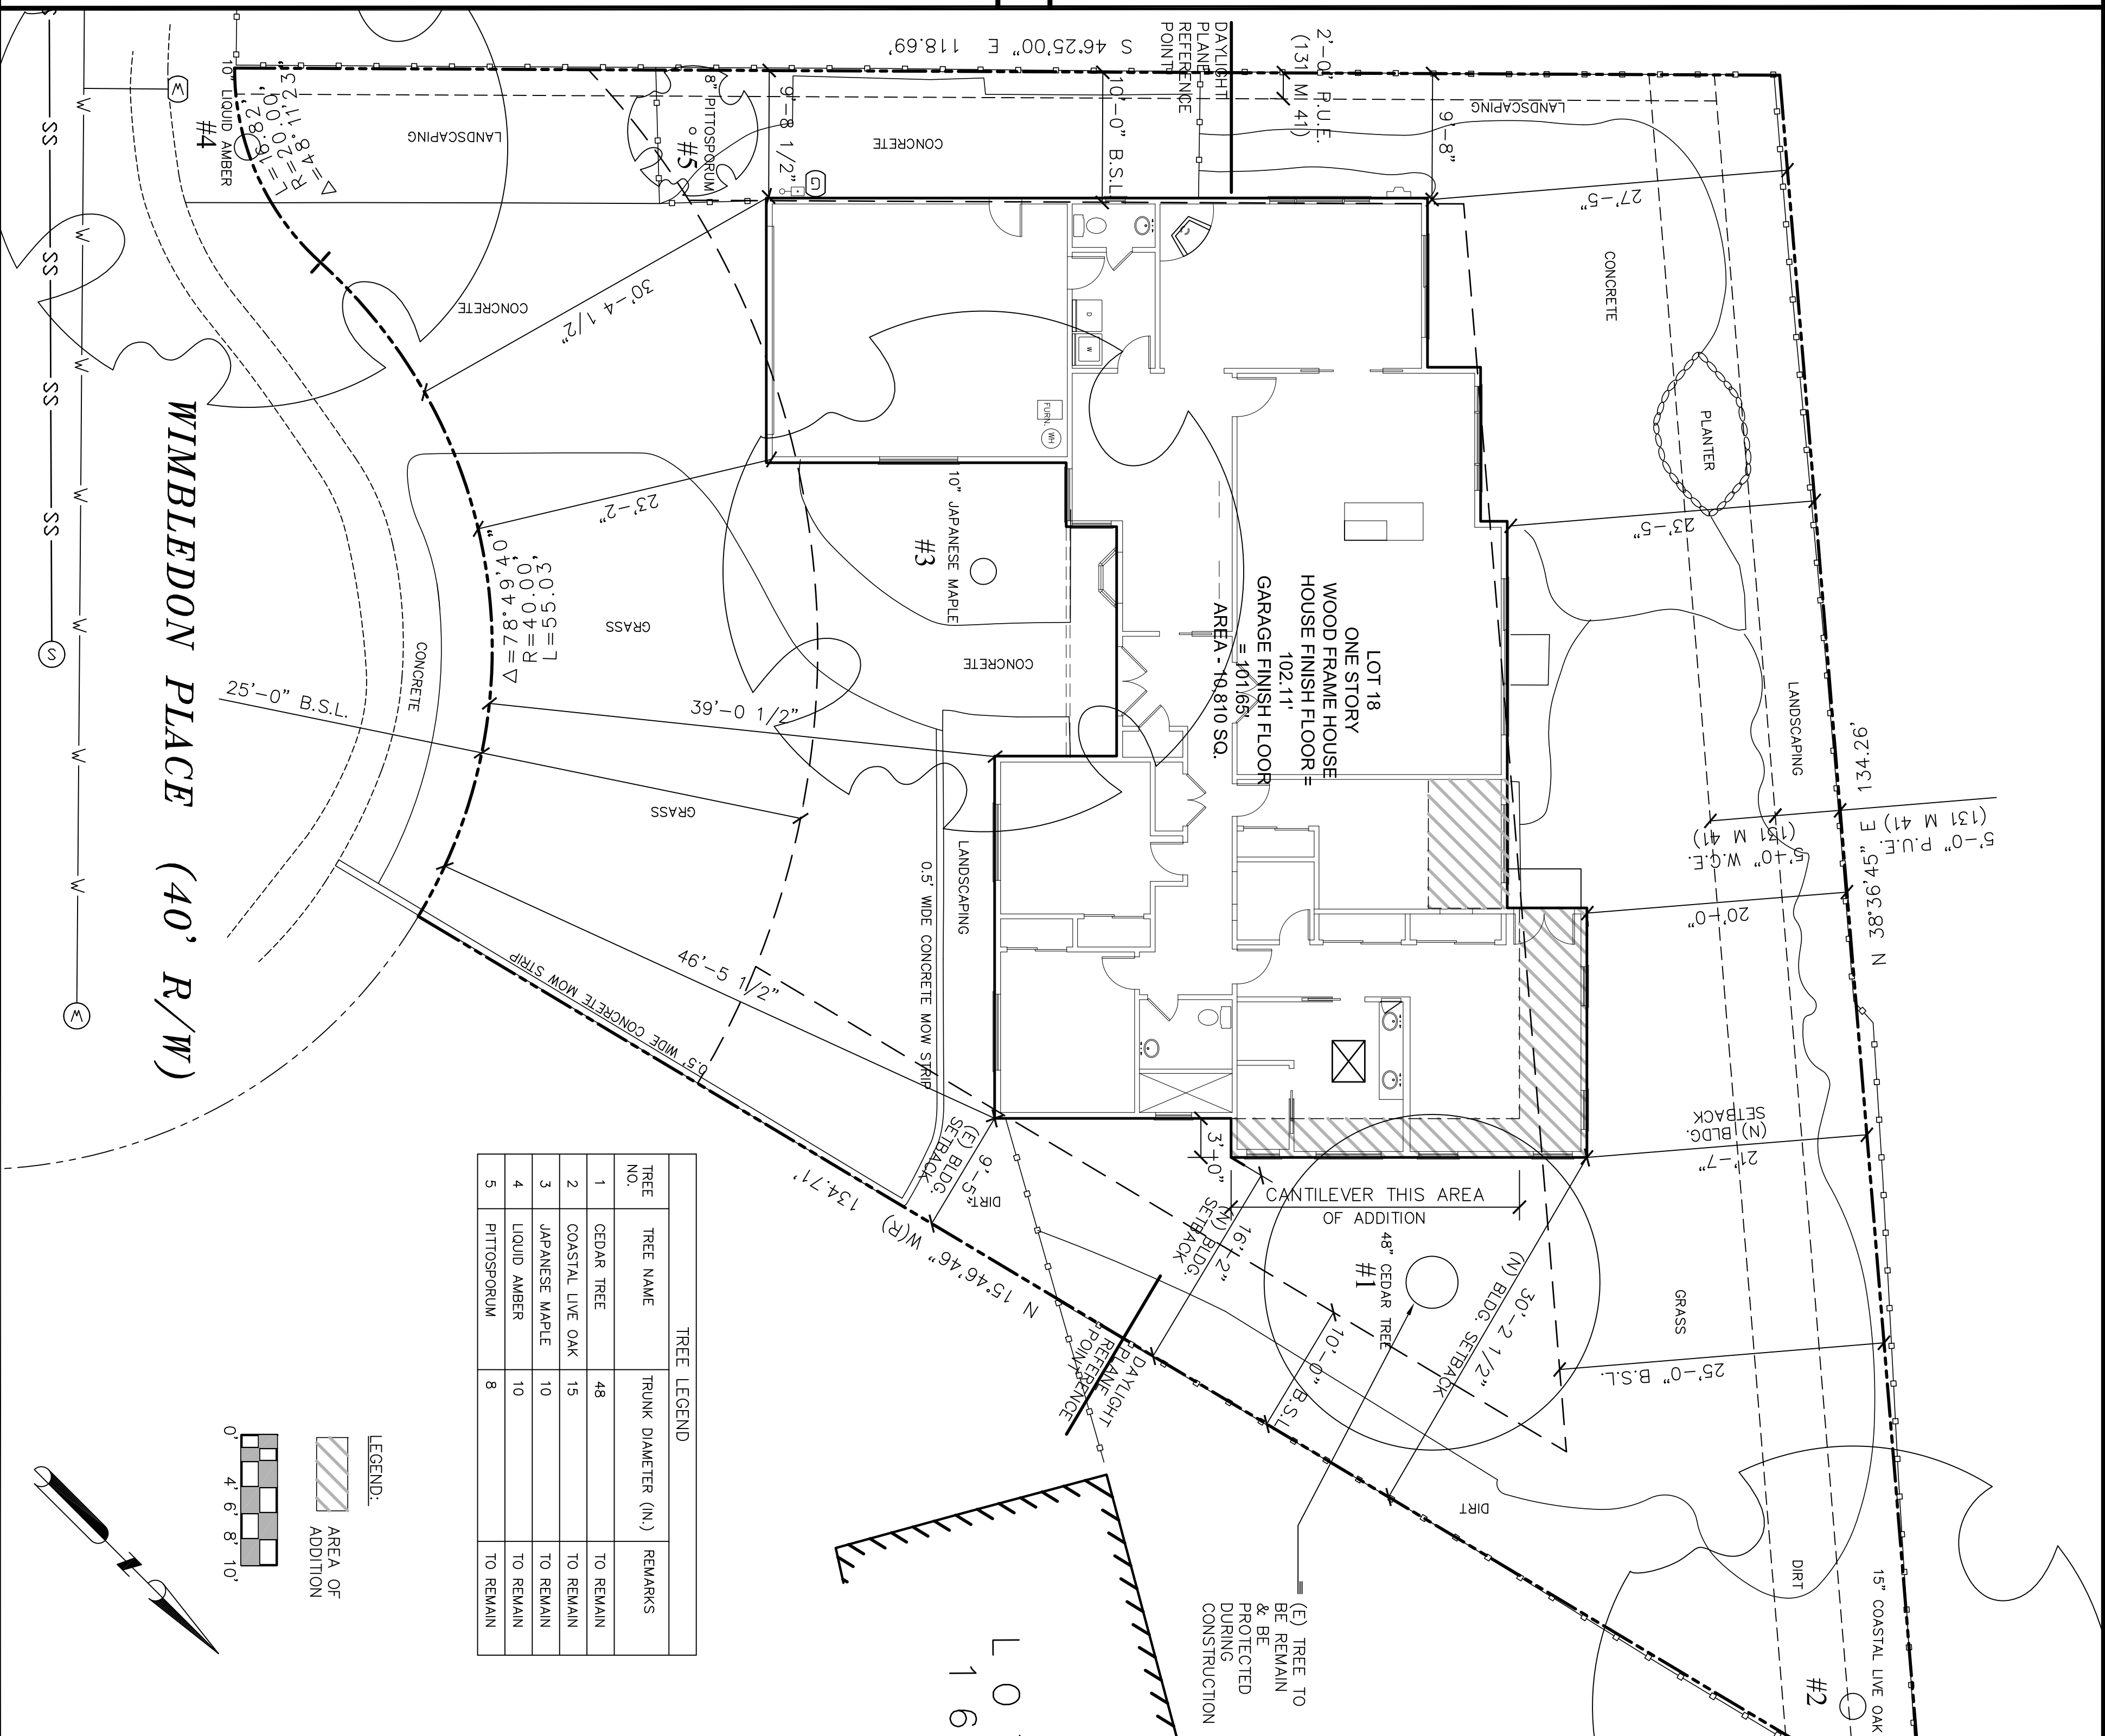 S 46°25'00" E 118.69'
DAYLIGHT
PLANE
REFERENCE
POINT
2'-0" P.U.E.
(131 M 41)
9'-8"
LANDSCAPING
27'-5"
CONCRETE
PLANTER
23'-5"
LANDSCAPING
N 38°36'45" E 134.26'
5'-0" P.U.E.
(131 M 41)
5'-0" W.C.E.
(131 M 41)
20'-0"
(N) BLDG.
SETBACK
21'-7"
GRASS
25'-0" B.S.L.
DIRT
15" COASTAL LIVE OAK
#2
10'-0" B.S.L
CONCRETE
9'-8 1/2"
G
8" PITTOSPORUM
#5
LANDSCAPING
Δ=48°11'23"
R=20.00'
L=16.82'
10" LIQUID AMBER
#4
W
CONCRETE
30'-4 1/2"
D
W
FURN.
WH
23'-2"
10" JAPANESE MAPLE
#3
L=55.03'
R=40.00'
Δ=78°49'40"
GRASS
CONCRETE
CONCRETE
25'-0" B.S.L.
39'-0 1/2"
GRASS
LOT 18
ONE STORY
WOOD FRAME HOUSE
HOUSE FINISH FLOOR =
102.11'
GARAGE FINISH FLOOR
= 101.65'
AREA - 10,810 SQ.
LANDSCAPING
0.5' WIDE CONCRETE MOW STRIP
46'-5 1/2"
0.5' WIDE CONCRETE MOW STRIP
(E) BLDG.
SETBACK
9'-5"
DIRT
3'-0"
CANTILEVER THIS AREA
OF ADDITION
(N) BLDG.
SETBACK
16'-2"
48" CEDAR TREE
#1
(N) BLDG. SETBACK
30'-2 1/2"
10'-0" B.S.L
DAYLIGHT
PLANE
REFERENCE
POINT
DIRT
N 15°46'46" W(R) 134.71'
(E) TREE TO
BE REMAIN
& BE
PROTECTED
DURING
CONSTRUCTION
WIMBLEDON PLACE (40' R/W)
SS SS SS SS
S
W W W W W W W
W
TREE LEGEND
TREE NO. TREE NAME TRUNK DIAMETER (IN.) REMARKS
1 CEDAR TREE 48 TO REMAIN
2 COASTAL LIVE OAK 15 TO REMAIN
3 JAPANESE MAPLE 10 TO REMAIN
4 LIQUID AMBER 10 TO REMAIN
5 PITTOSPORUM 8 TO REMAIN
LEGEND:
AREA OF
ADDITION
0' 4' 6' 8' 10'
16